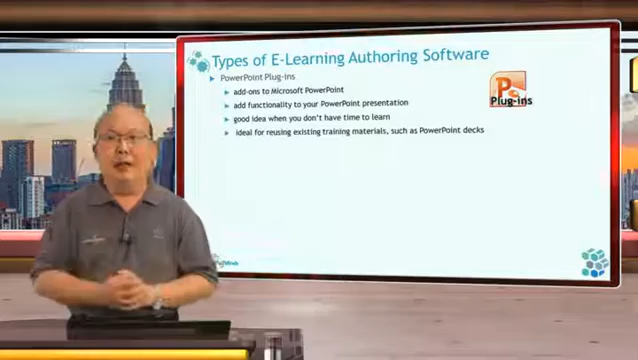 Types of E-Learning Authoring Software
PowerPoint Plug-ins
add-ons to Microsoft PowerPoint
add functionality to your PowerPoint presentation
good idea when you don't have time to learn
ideal for reusing existing training materials, such as PowerPoint decks
Plug-ins